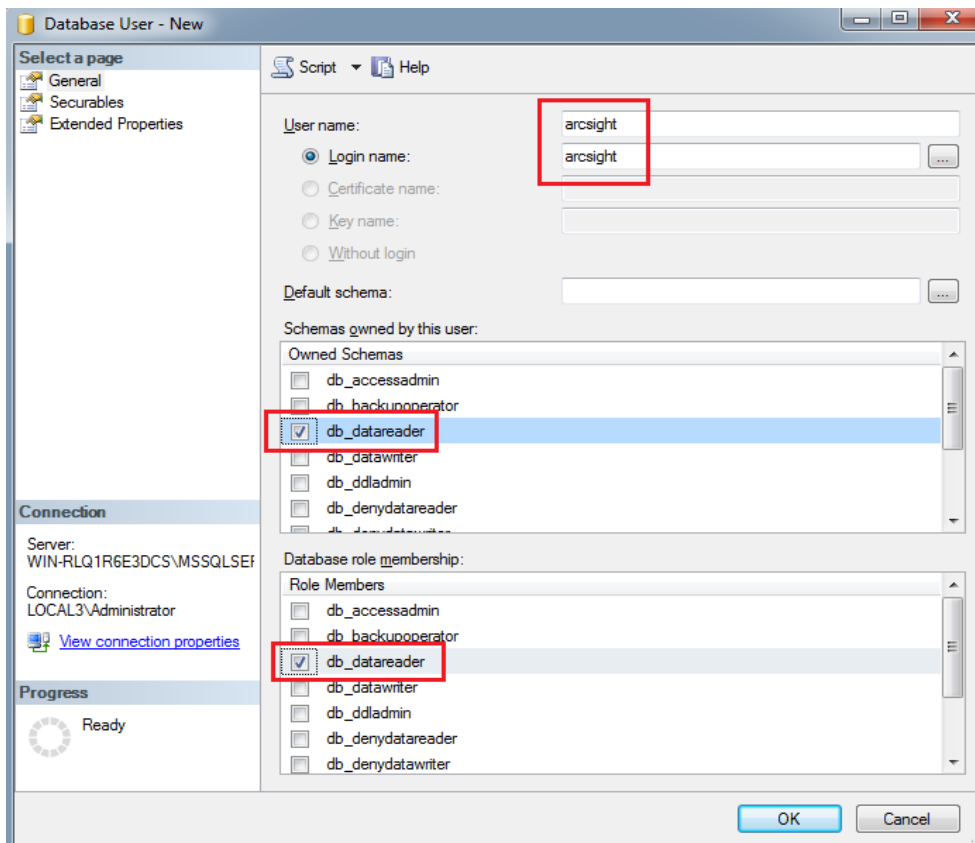 Database User - New
Select a page
General
Securables
Extended Properties
Script Help
User name: arcsight
Login name: arcsight ...
Certificate name:
Key name:
Without login
Default schema: ...
Schemas owned by this user:
Owned Schemas
db_accessadmin
db_backupoperator
db_datareader
db_datawriter
db_ddladmin
db_denydatareader
db_denydatawriter
Database role membership:
Role Members
db_accessadmin
db_backupoperator
db_datareader
db_datawriter
db_ddladmin
db_denydatareader
db_denydatawriter
Connection
Server:
WIN-RLQ1R6E3DCS\MSSQLSEF
Connection:
LOCAL3\Administrator
View connection properties
Progress
Ready
OK Cancel